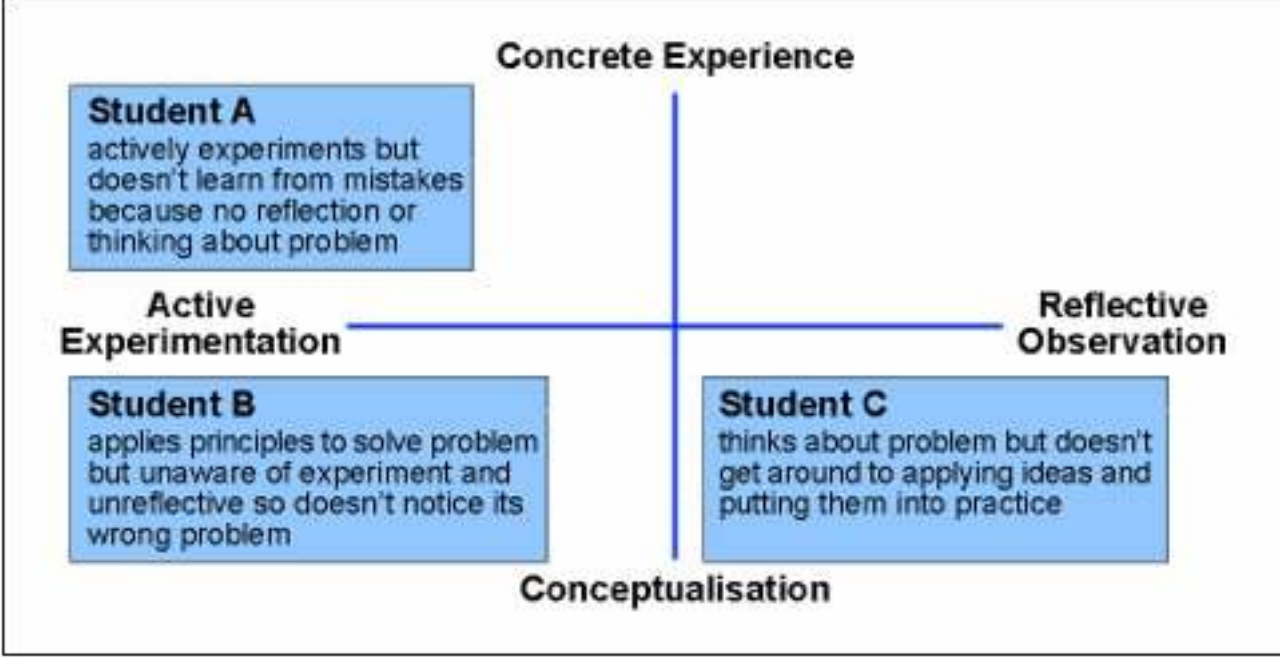 Concrete Experience
Student A
actively experiments but
doesn't learn from mistakes
because no reflection or
thinking about problem
Active
Experimentation
Reflective
Observation
Student B
applies principles to solve problem
but unaware of experiment and
unreflective so doesn't notice its
wrong problem
Student C
thinks about problem but doesn't
get around to applying ideas and
putting them into practice
Conceptualisation